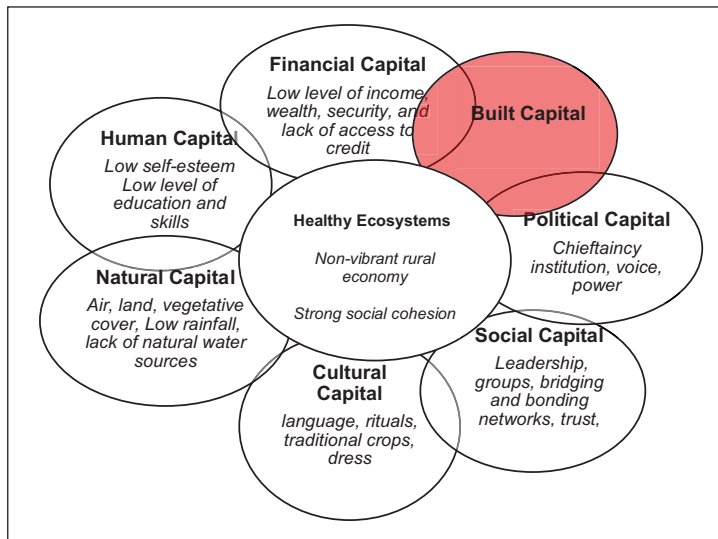 Financial Capital
Low level of income,
wealth, security, and
lack of access to
credit
Built Capital
Human Capital
Low self-esteem
Low level of
education and
skills
Healthy Ecosystems
Non-vibrant rural
economy
Strong social cohesion
Political Capital
Chieftaincy
institution, voice,
power
Natural Capital
Air, land, vegetative
cover, Low rainfall,
lack of natural water
sources
Social Capital
Leadership,
groups, bridging
and bonding
networks, trust,
Cultural
Capital
language, rituals,
traditional crops,
dress